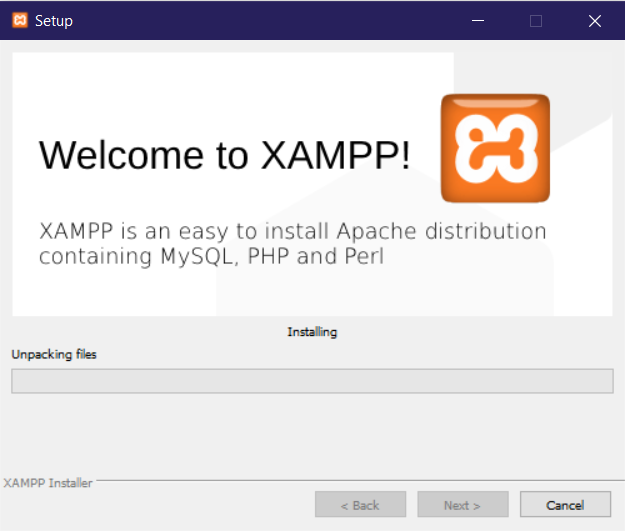 Setup
Welcome to XAMPP!
XAMPP is an easy to install Apache distribution
containing MySQL, PHP and Perl
Installing
Unpacking files
XAMPP Installer
< Back
Next >
Cancel